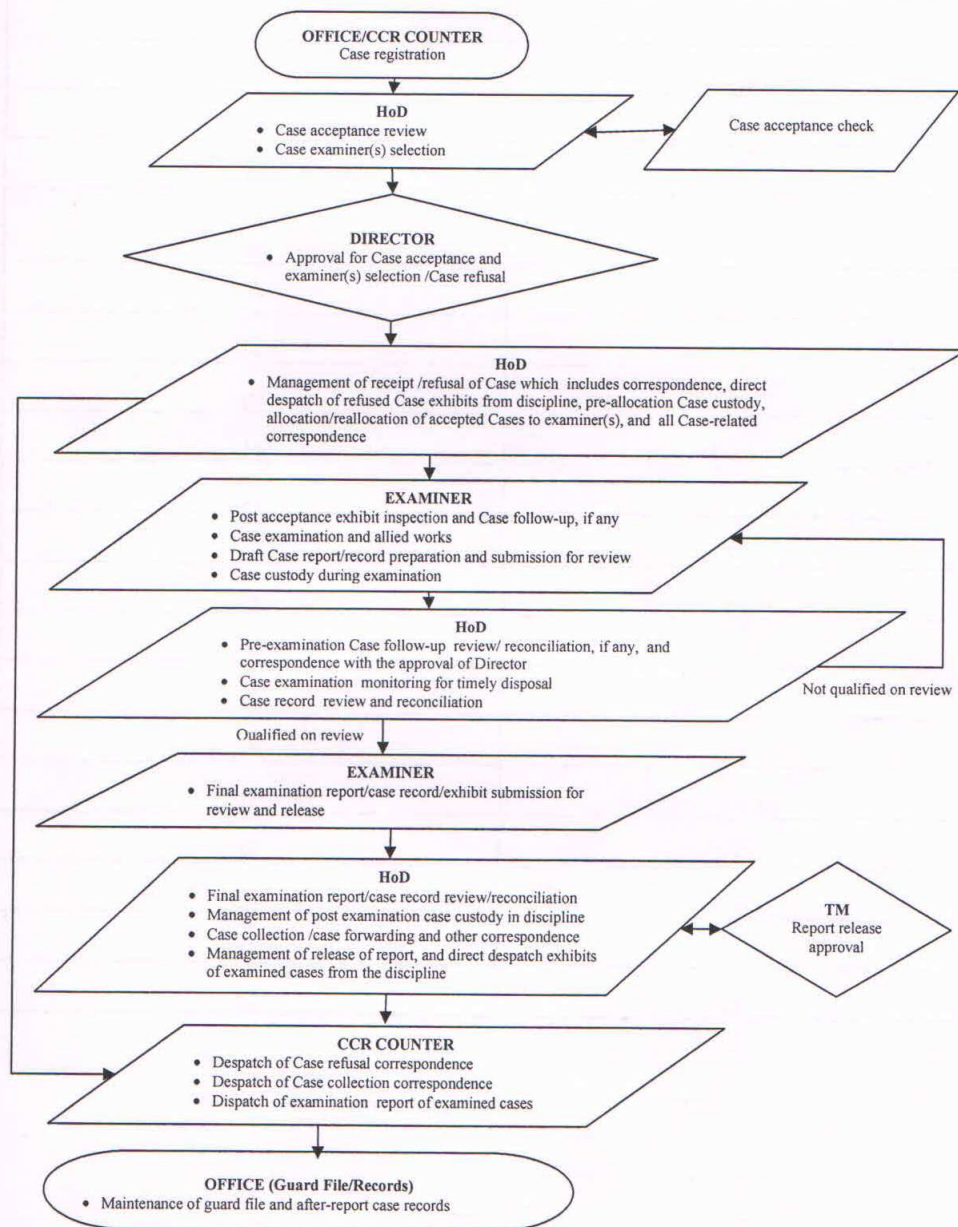 OFFICE/CCR COUNTER
Case registration
HoD
• Case acceptance review
• Case examiner(s) selection
Case acceptance check
DIRECTOR
• Approval for Case acceptance and
examiner(s) selection /Case refusal
HoD
• Management of receipt /refusal of Case which includes correspondence, direct
despatch of refused Case exhibits from discipline, pre-allocation Case custody,
allocation/reallocation of accepted Cases to examiner(s), and all Case-related
correspondence
EXAMINER
• Post acceptance exhibit inspection and Case follow-up, if any
• Case examination and allied works
• Draft Case report/record preparation and submission for review
• Case custody during examination
HoD
• Pre-examination Case follow-up review/ reconciliation, if any, and
correspondence with the approval of Director
• Case examination monitoring for timely disposal
• Case record review and reconciliation
Not qualified on review
Qualified on review
EXAMINER
• Final examination report/case record/exhibit submission for
review and release
HoD
• Final examination report/case record review/reconciliation
• Management of post examination case custody in discipline
• Case collection /case forwarding and other correspondence
• Management of release of report, and direct despatch exhibits
of examined cases from the discipline
TM
Report release
approval
CCR COUNTER
• Despatch of Case refusal correspondence
• Despatch of Case collection correspondence
• Dispatch of examination report of examined cases
OFFICE (Guard File/Records)
• Maintenance of guard file and after-report case records